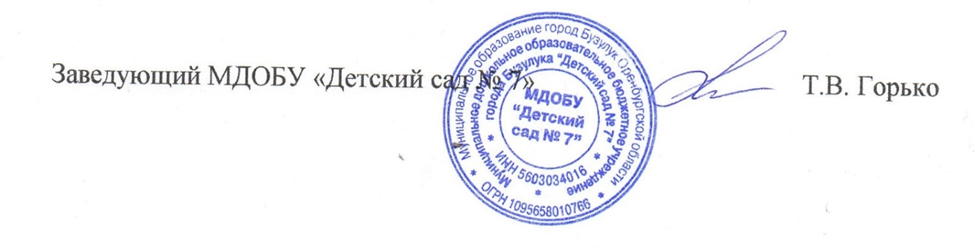 Заведующий МДОБУ «Детский сад № 7» Т.В. Горько
Муниципальное образование город Бузулук Оренбургской области
ОГРН 1095658010766
Муниципальное дошкольное образовательное бюджетное учреждение
города Бузулука "Детский сад № 7"
ИНН 5603034016
МДОБУ
"Детский
сад № 7"